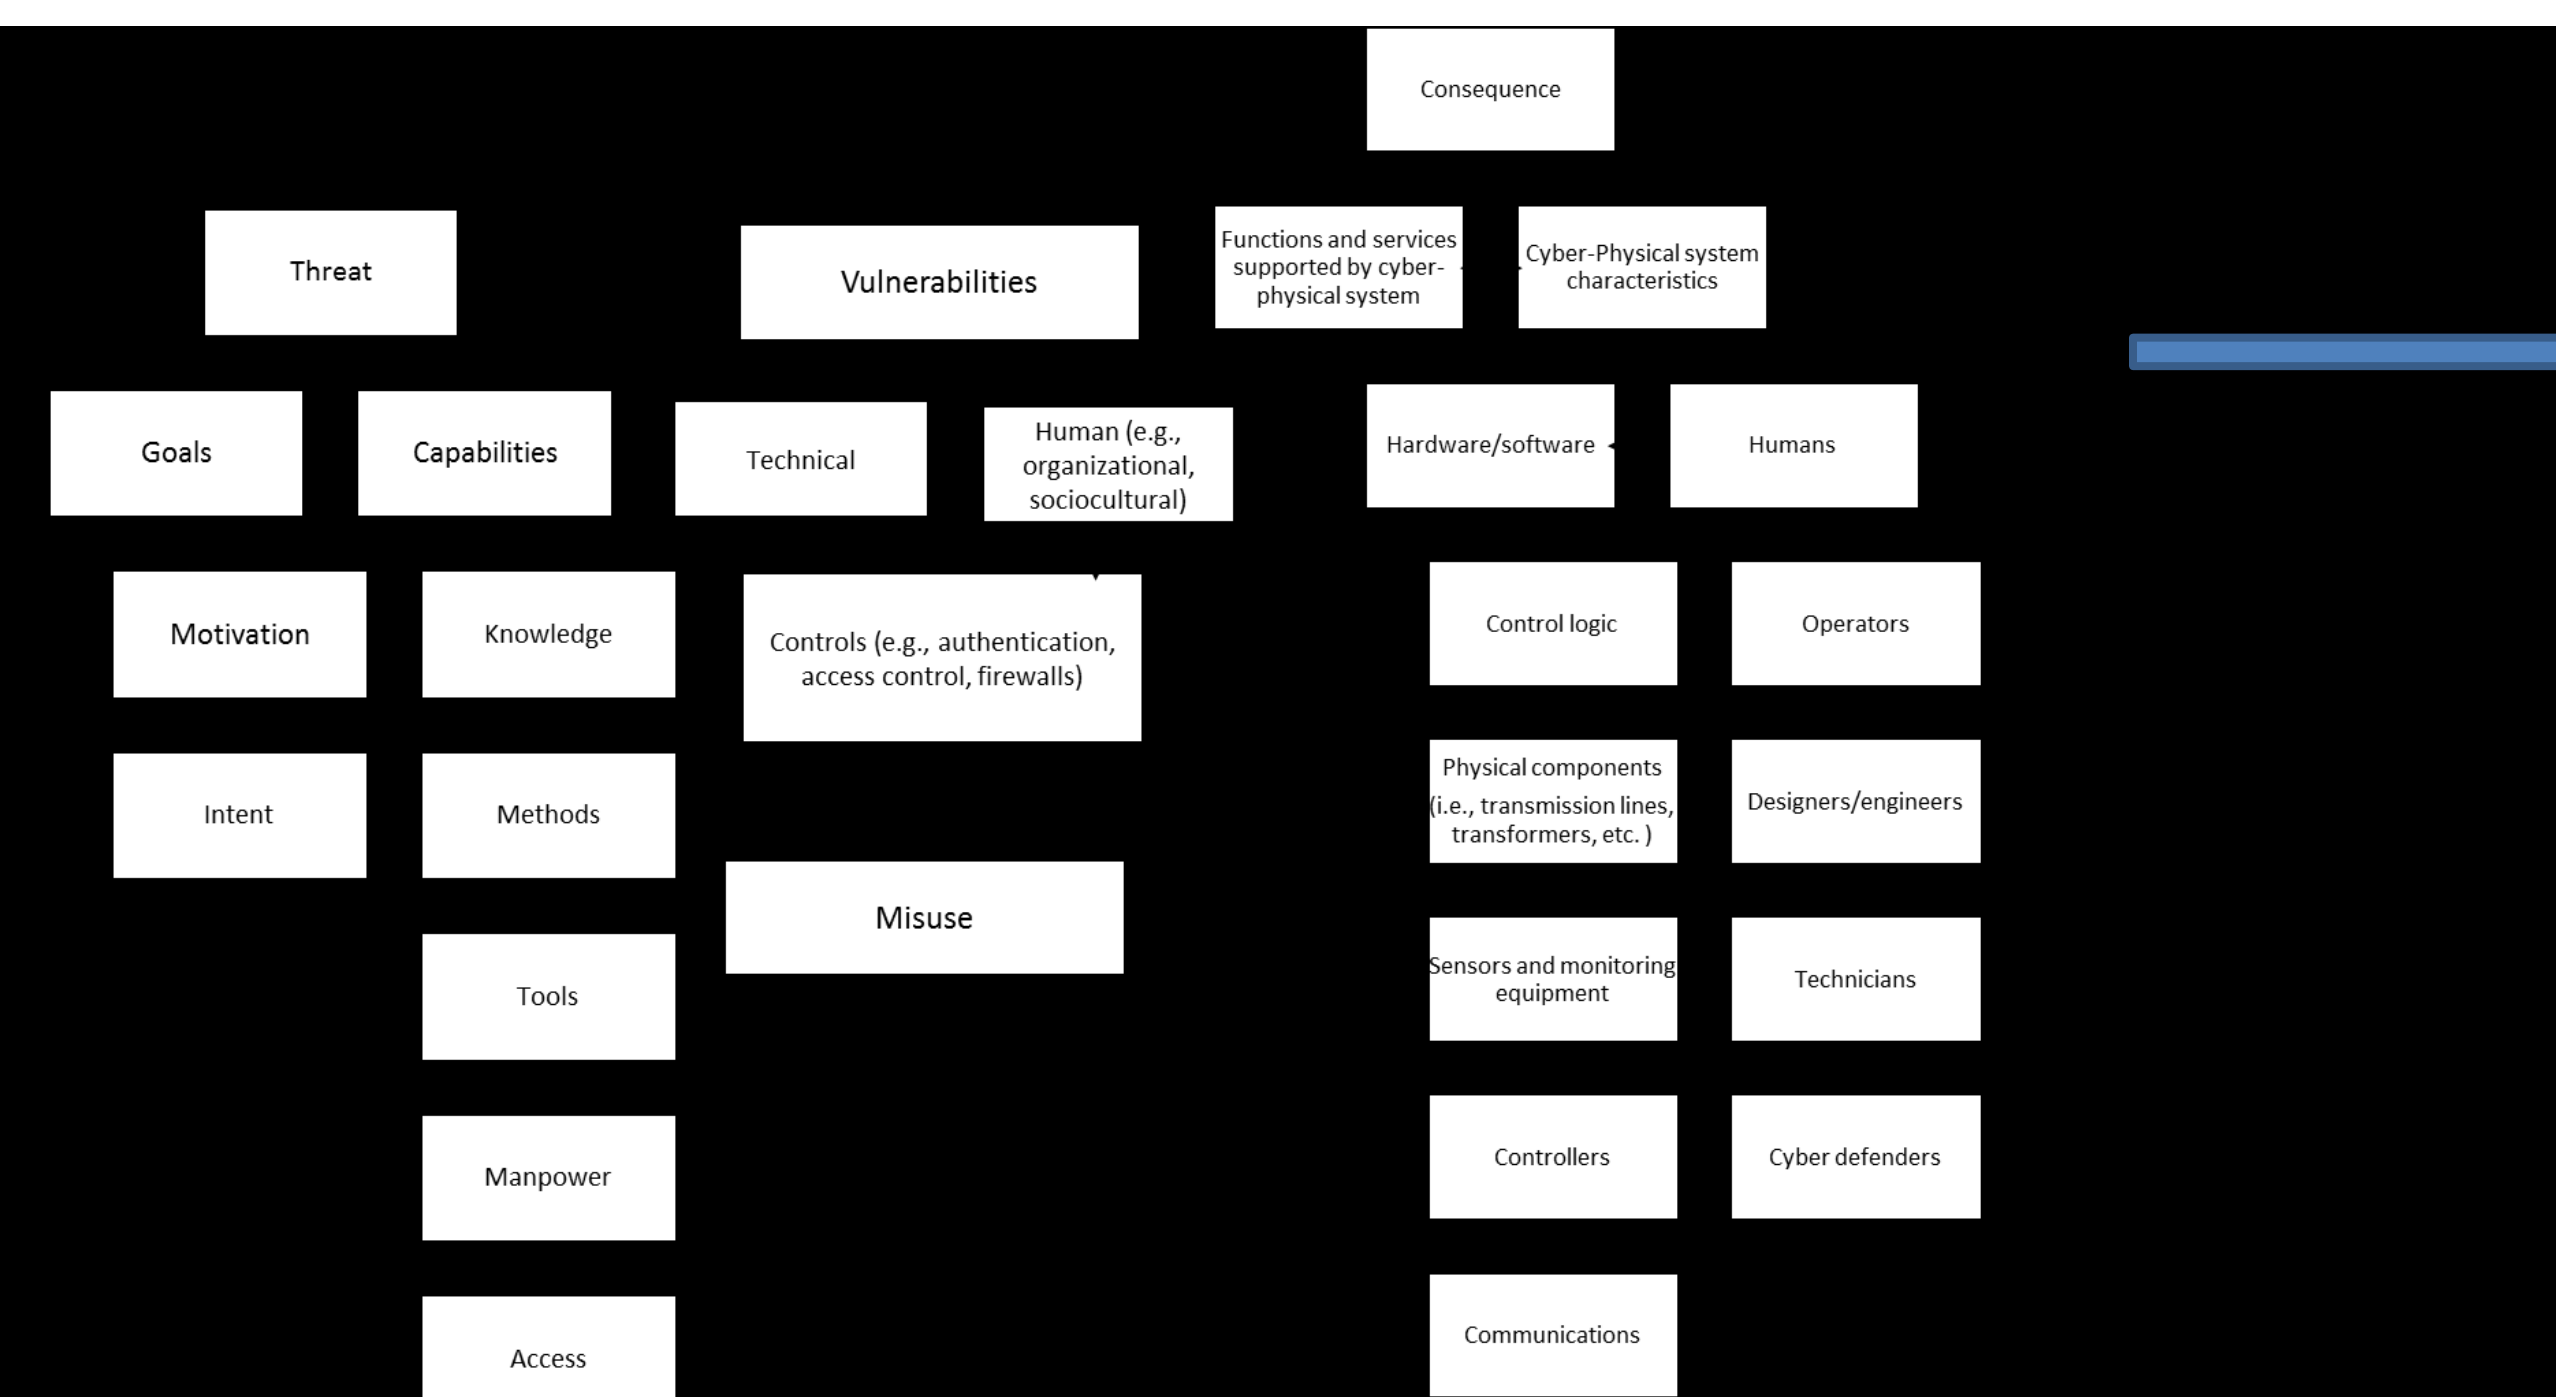 Consequence
Threat
Vulnerabilities
Functions and services
supported by cyber-
physical system
Cyber-Physical system
characteristics
Goals
Capabilities
Technical
Human (e.g.,
organizational,
sociocultural)
Hardware/software
Humans
Motivation
Knowledge
Controls (e.g., authentication,
access control, firewalls)
Control logic
Operators
Intent
Methods
Physical components
(i.e., transmission lines,
transformers, etc. )
Designers/engineers
Misuse
Tools
Sensors and monitoring
equipment
Technicians
Manpower
Controllers
Cyber defenders
Access
Communications